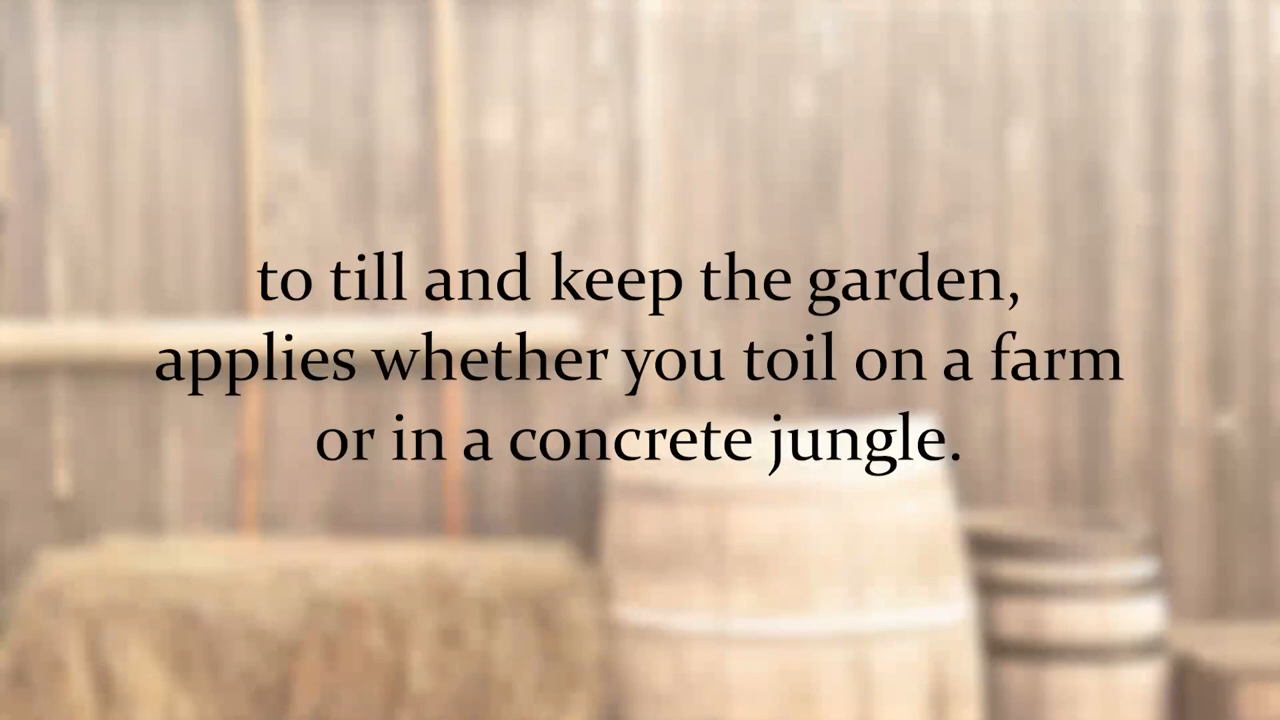 to till and keep the garden,
applies whether you toil on a farm
or in a concrete jungle.